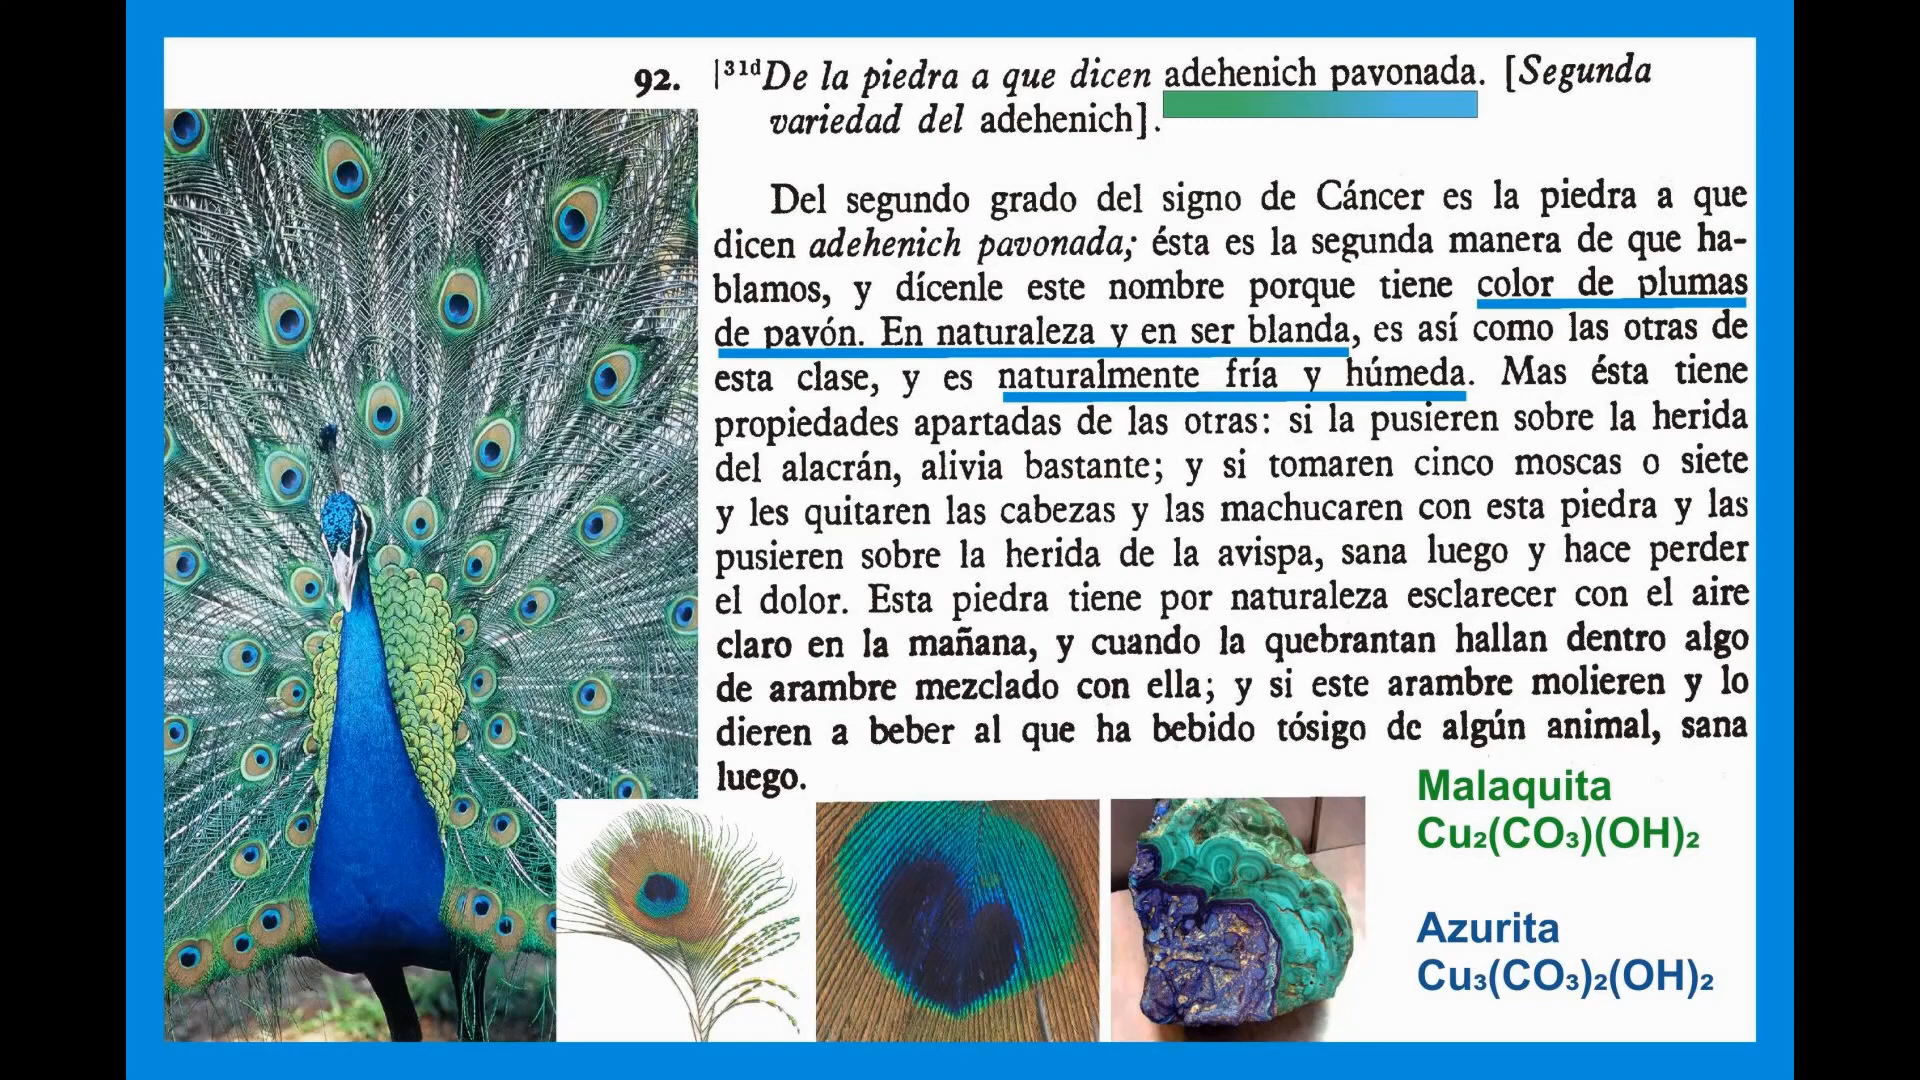 92. |³¹ᵈDe la piedra a que dicen adehenich pavonada. [Segunda
variedad del adehenich].
Del segundo grado del signo de Cáncer es la piedra a que
dicen adehenich pavonada; ésta es la segunda manera de que ha-
blamos, y dícenle este nombre porque tiene color de plumas
de pavón. En naturaleza y en ser blanda, es así como las otras de
esta clase, y es naturalmente fría y húmeda. Mas ésta tiene
propiedades apartadas de las otras: si la pusieren sobre la herida
del alacrán, alivia bastante; y si tomaren cinco moscas o siete
y les quitaren las cabezas y las machucaren con esta piedra y las
pusieren sobre la herida de la avispa, sana luego y hace perder
el dolor. Esta piedra tiene por naturaleza esclarecer con el aire
claro en la mañana, y cuando la quebrantan hallan dentro algo
de arambre mezclado con ella; y si este arambre molieren y lo
dieren a beber al que ha bebido tósigo de algún animal, sana
luego.
Malaquita
Cu₂(CO₃)(OH)₂
Azurita
Cu₃(CO₃)₂(OH)₂